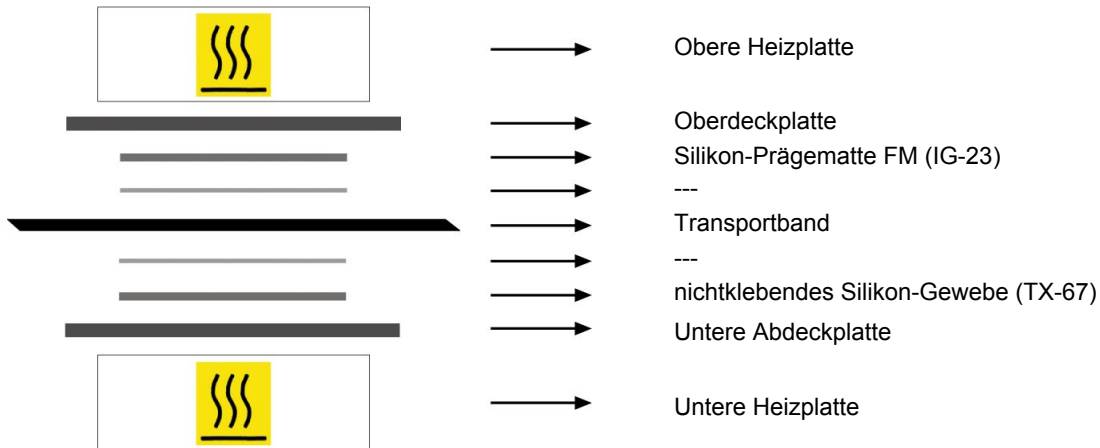 Obere Heizplatte
Oberdeckplatte
Silikon-Prägematte FM (IG-23)
---
Transportband
---
nichtklebendes Silikon-Gewebe (TX-67)
Untere Abdeckplatte
Untere Heizplatte